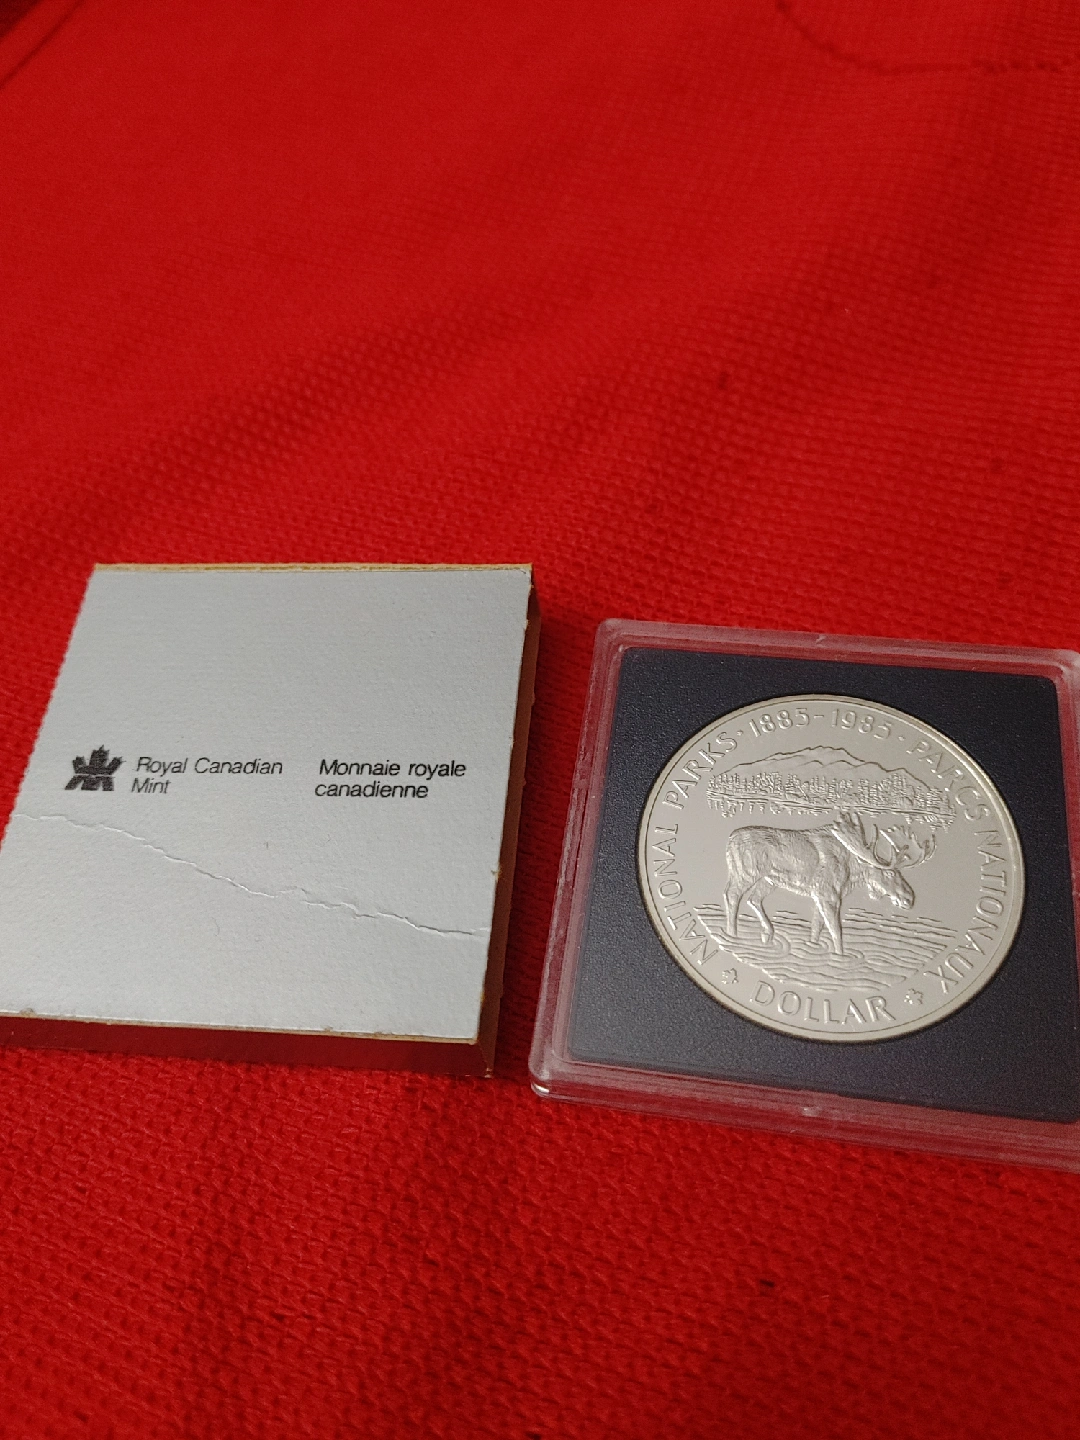 Royal Canadian
Mint
Monnaie royale
canadienne
NATIONAL PARKS · 1885-1985 · PARCS NATIONAUX
DOLLAR